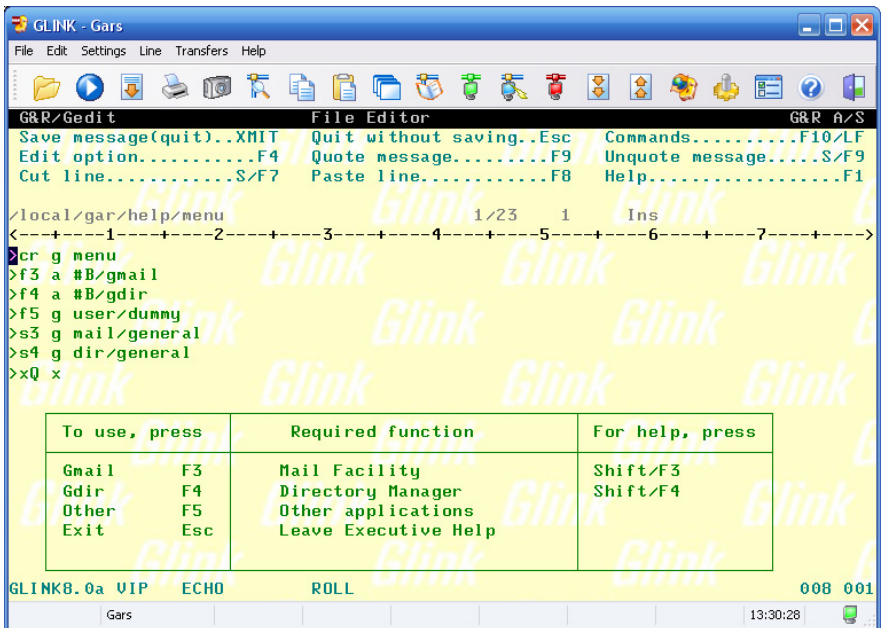 GLINK - Gars
File Edit Settings Line Transfers Help
G&R/Gedit File Editor G&R A/S
Save message(quit)..XMIT Quit without saving..Esc Commands..........F10/LF
Edit option...........F4 Quote message.........F9 Unquote message.....S/F9
Cut line............S/F7 Paste line............F8 Help..................F1
/local/gar/help/menu 1/23 1 Ins
<---+----1----+----2----+----3----+----4----+----5----+----6----+----7----+---->
>cr g menu
>f3 a #B/gmail
>f4 a #B/gdir
>f5 g user/dummy
>s3 g mail/general
>s4 g dir/general
>xQ x
To use, press Required function For help, press
Gmail F3 Mail Facility Shift/F3
Gdir F4 Directory Manager Shift/F4
Other F5 Other applications
Exit Esc Leave Executive Help
GLINK8.0a VIP ECHO ROLL 008 001
Gars 13:30:28